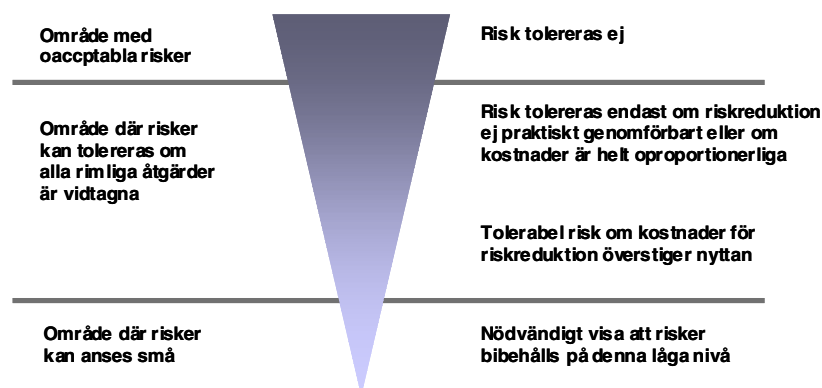 Område med
oaccptabla risker
Risk tolereras ej
Område där risker
kan tolereras om
alla rimliga åtgärder
är vidtagna
Risk tolereras endast om riskreduktion
ej praktiskt genomförbart eller om
kostnader är helt oproportionerliga
Tolerabel risk om kostnader för
riskreduktion överstiger nyttan
Område där risker
kan anses små
Nödvändigt visa att risker
bibehålls på denna låga nivå